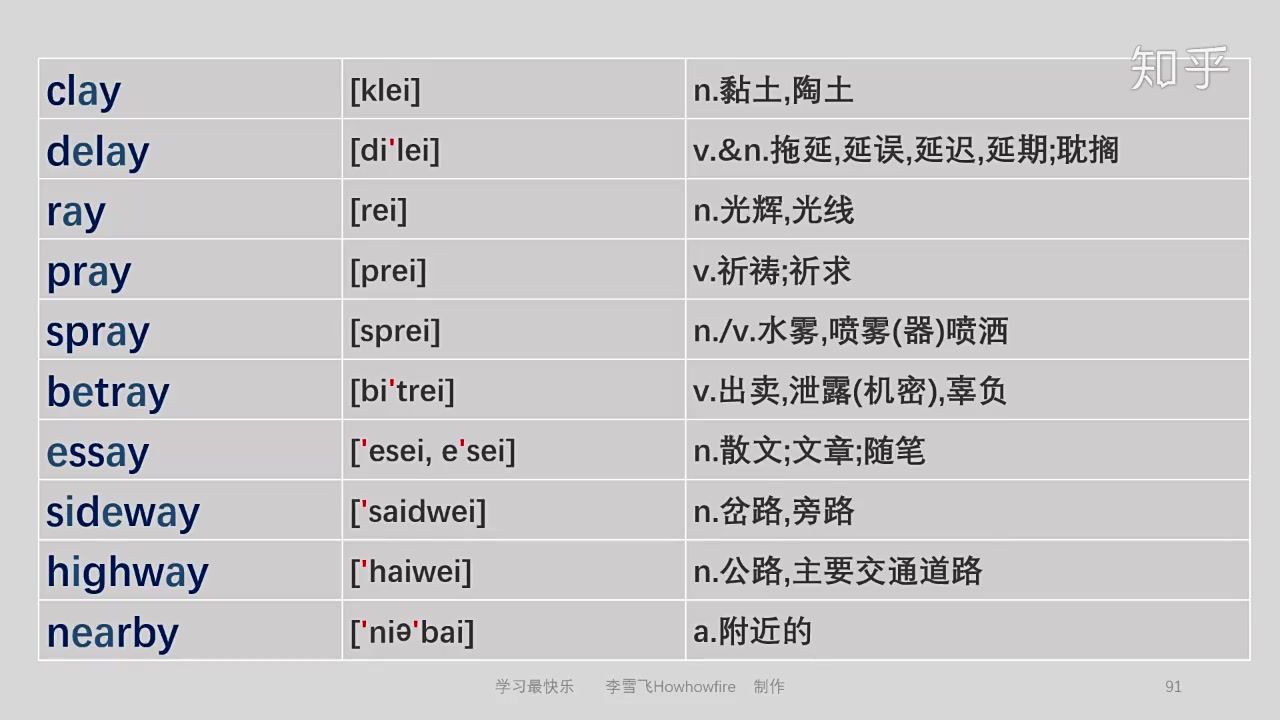 知乎
clay [klei] n.黏土,陶土
delay [di'lei] v.&n.拖延,延误,延迟,延期;耽搁
ray [rei] n.光辉,光线
pray [prei] v.祈祷;祈求
spray [sprei] n./v.水雾,喷雾(器)喷洒
betray [bi'trei] v.出卖,泄露(机密),辜负
essay ['esei, e'sei] n.散文;文章;随笔
sideway ['saidwei] n.岔路,旁路
highway ['haiwei] n.公路,主要交通道路
nearby ['niə'bai] a.附近的
学习最快乐 李雪飞Howhowfire 制作 91